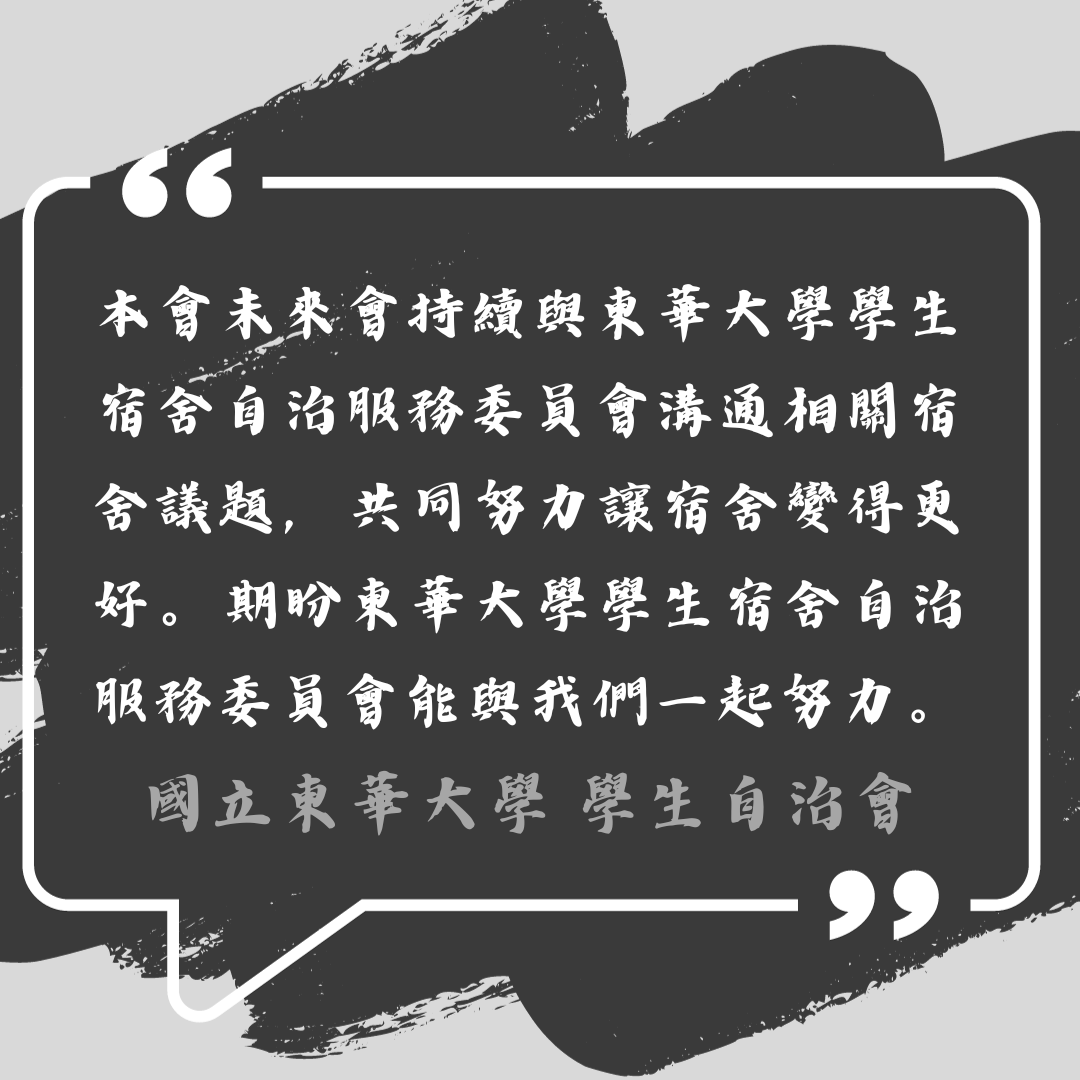 本會未來會持續與東華大學學生
宿舍自治服務委員會溝通相關宿
舍議題，共同努力讓宿舍變得更
好。期盼東華大學學生宿舍自治
服務委員會能與我們一起努力。
國立東華大學 學生自治會